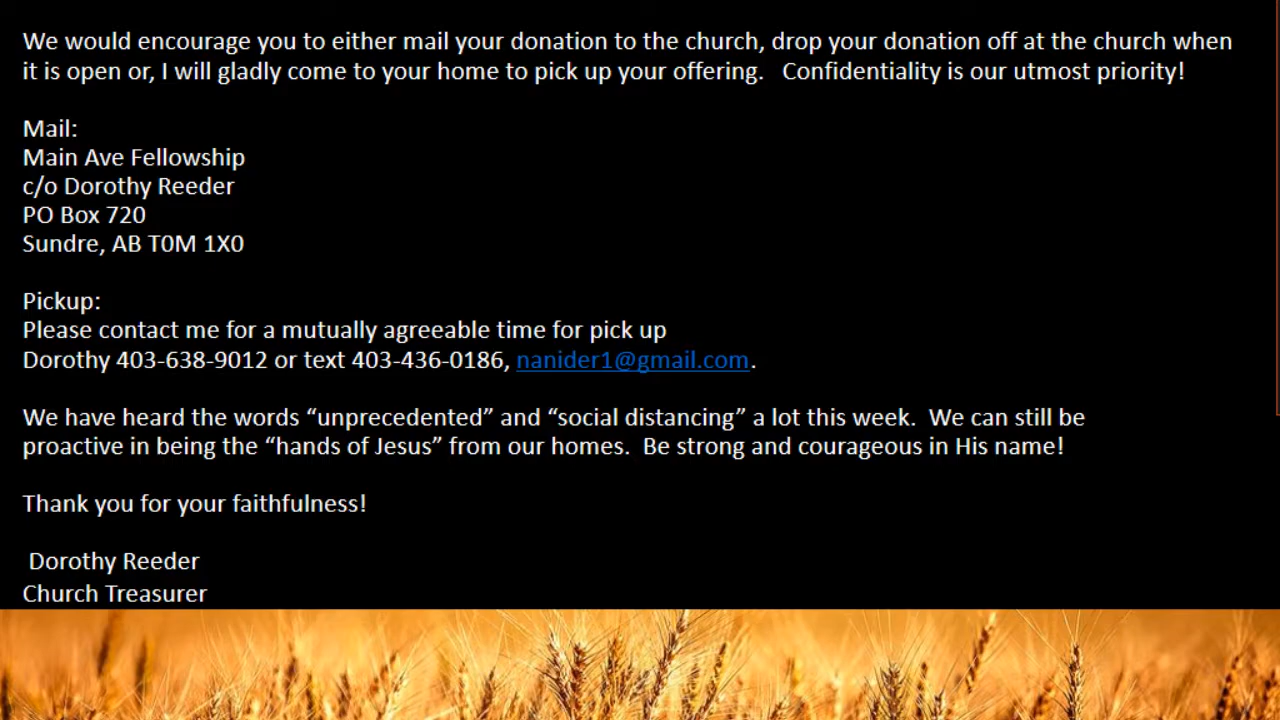 We would encourage you to either mail your donation to the church, drop your donation off at the church when
it is open or, I will gladly come to your home to pick up your offering.   Confidentiality is our utmost priority!
Mail:
Main Ave Fellowship
c/o Dorothy Reeder
PO Box 720
Sundre, AB T0M 1X0
Pickup:
Please contact me for a mutually agreeable time for pick up
Dorothy 403-638-9012 or text 403-436-0186, nanider1@gmail.com.
We have heard the words “unprecedented” and “social distancing” a lot this week.  We can still be
proactive in being the “hands of Jesus” from our homes.  Be strong and courageous in His name!
Thank you for your faithfulness!
Dorothy Reeder
Church Treasurer